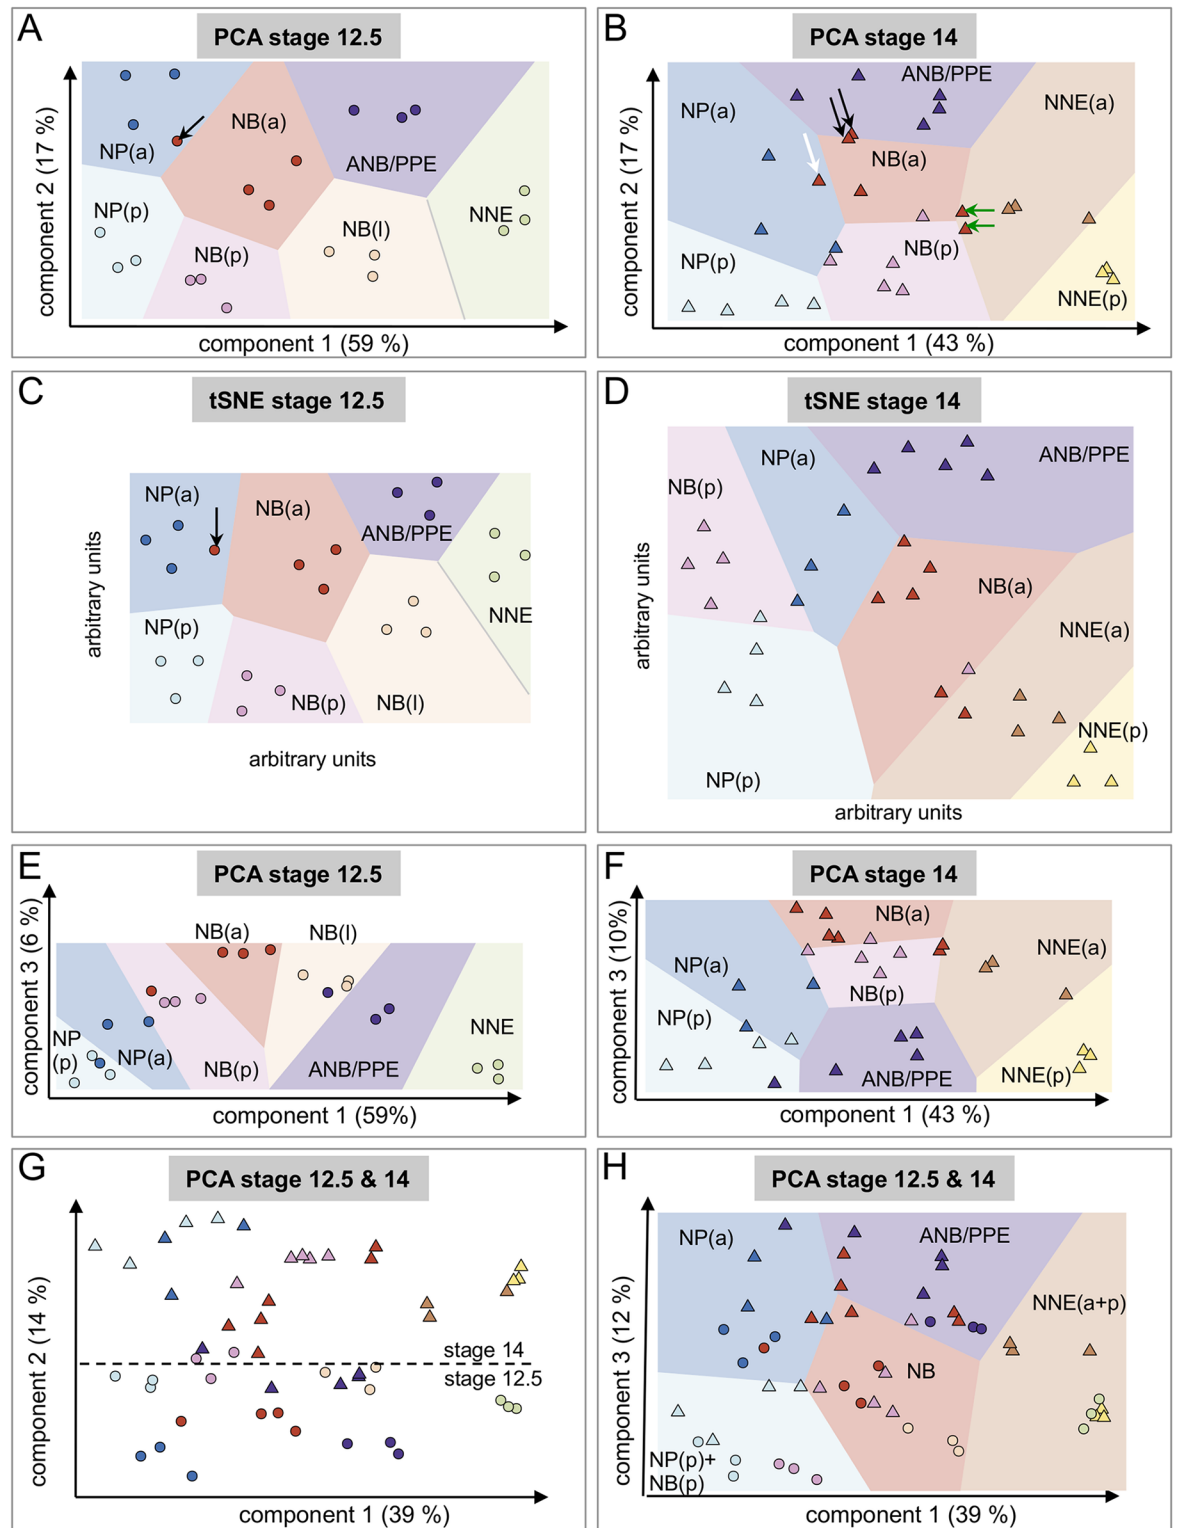 A
PCA stage 12.5
component 2 (17 %)
NP(a)
NB(a)
ANB/PPE
NP(p)
NB(p)
NB(l)
NNE
component 1 (59 %)
B
PCA stage 14
component 2 (17 %)
ANB/PPE
NP(a)
NNE(a)
NB(a)
NP(p)
NB(p)
NNE(p)
component 1 (43 %)
C
tSNE stage 12.5
arbitrary units
NP(a)
NB(a)
ANB/PPE
NNE
NP(p)
NB(p)
NB(l)
arbitrary units
D
tSNE stage 14
arbitrary units
NP(a)
ANB/PPE
NB(p)
NB(a)
NNE(a)
NNE(p)
NP(p)
arbitrary units
E
PCA stage 12.5
component 3 (6 %)
NB(a)
NB(l)
NNE
NP
(p)
NP(a)
NB(p)
ANB/PPE
component 1 (59%)
F
PCA stage 14
component 3 (10%)
NB(a)
NNE(a)
NP(a)
NB(p)
NP(p)
ANB/PPE
NNE(p)
component 1 (43 %)
G
PCA stage 12.5 & 14
component 2 (14 %)
stage 14
stage 12.5
component 1 (39 %)
H
PCA stage 12.5 & 14
component 3 (12 %)
NP(a)
ANB/PPE
NNE(a+p)
NB
NP(p)+
NB(p)
component 1 (39 %)